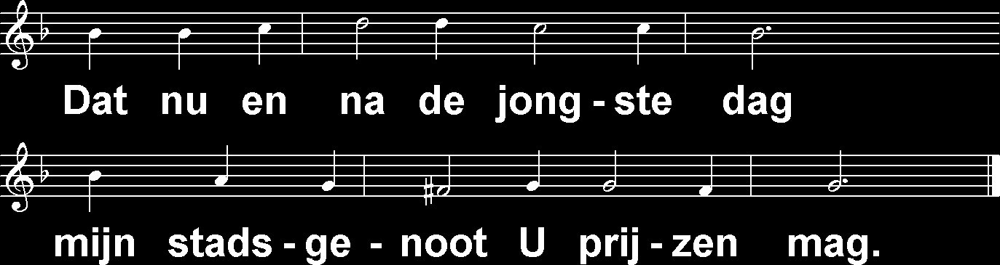 Dat nu en na de jong - ste dag
mijn stads - ge - noot U prij - zen mag.